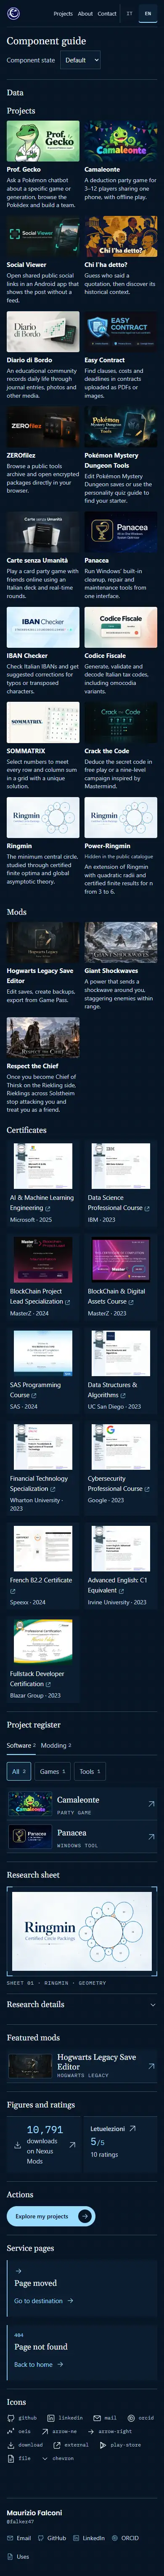 Projects About Contact IT EN
Component guide
Component state Default
Data
Projects
Prof. Gecko
Ask a Pokémon chatbot about a specific game or generation, browse the Pokédex and build a team.
Camaleonte
A deduction party game for 3–12 players sharing one phone, with offline play.
Social Viewer
Open shared public social links in an Android app that shows the post without a feed.
Chi l'ha detto?
Guess who said a quotation, then discover its historical context.
Diario di Bordo
An educational community records daily life through journal entries, photos and other media.
Easy Contract
Find clauses, costs and deadlines in contracts uploaded as PDFs or images.
ZEROfilez
Browse a public tools archive and open encrypted packages directly in your browser.
Pokémon Mystery Dungeon Tools
Edit Pokémon Mystery Dungeon saves or use the personality guide to find your starter.
Carte senza Umanità
Play a card party game with friends using an Italian deck and real-time rounds.
Panacea
Run Windows' built-in cleanup, repair and maintenance tools from one interface.
IBAN Checker
Check Italian IBANs and get suggested corrections for typos or transposed characters.
Codice Fiscale
Generate, validate and decode Italian tax codes, including omocodia variants.
SOMMATRIX
Select numbers to meet every row and column sum in a grid with a unique solution.
Crack the Code
Deduce the secret code in free play or a nine-level campaign inspired by Mastermind.
Ringmin
The minimum central circle, studied through certified finite optima and a global asymptotic theory.
Power-Ringmin
Hidden in the public catalogue
An extension of Ringmin with quadratic radii and certified finite results for n from 3 to 6.
Mods
Hogwarts Legacy Save Editor
Edit saves, create backups, export from Game Pass.
Giant Shockwaves
A power that sends a shockwave around you, staggering enemies within range.
Respect the Chief
Once you become Chief of Thirst on the Reikling side, Rieklings across Solstheim stop attacking you and treat you as a friend.
Certificates
AI & Machine Learning Engineering
Microsoft · 2025
Data Science Professional Course
IBM · 2023
BlockChain Project Lead Specialization
MasterZ · 2024
BlockChain & Digital Assets Course
MasterZ · 2023
SAS Programming Course
SAS · 2024
Data Structures & Algorithms
UC San Diego · 2023
Financial Technology Specialization
Wharton University · 2023
Cybersecurity Professional Course
Google · 2023
French B2.2 Certificate
Speexx · 2024
Advanced English: C1 Equivalent
Irvine University · 2023
Fullstack Developer Certification
Blazar Group · 2023
Project register
Software 2 Modding 2
All 2 Games 1 Tools 1
Camaleonte
PARTY GAME
Panacea
WINDOWS TOOL
Research sheet
Ringmin
Certified Circle Packing
SHEET 01 · RINGMIN · GEOMETRY
Research details
Featured mods
Hogwarts Legacy Save Editor
HOGWARTS LEGACY
Figures and ratings
10,791
downloads on Nexus Mods
Letuelezioni
5/5
10 ratings
Actions
Explore my projects
Service pages
Page moved
Go to destination
404
Page not found
Back to home
Icons
github linkedin mail orcid
oeis arrow-ne arrow-right
download external play-store
file chevron
Maurizio Falconi
@falker47
Email GitHub LinkedIn ORCID
Uses